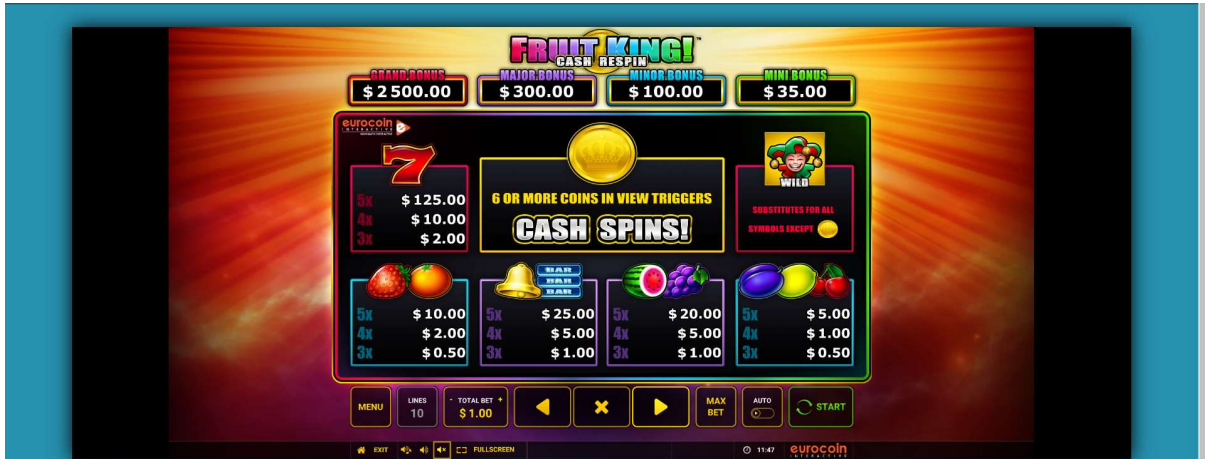 FRUIT KING!™
CASH RESPIN
GRAND BONUS MAJOR BONUS MINOR BONUS MINI BONUS
$2500.00 $300.00 $100.00 $35.00
eurocoin
INTERACTIVE
7
5x $125.00
4x $10.00
3x $2.00
6 OR MORE COINS IN VIEW TRIGGERS
CASH SPINS!
WILD
SUBSTITUTES FOR ALL
SYMBOLS EXCEPT
BAR
BAR
BAR
5x $10.00 5x $25.00 5x $20.00 5x $5.00
4x $2.00 4x $5.00 4x $5.00 4x $1.00
3x $0.50 3x $1.00 3x $1.00 3x $0.50
MENU LINES 10 - TOTAL BET + $1.00 MAX BET AUTO START
EXIT FULLSCREEN 11:47 eurocoin
INTERACTIVE